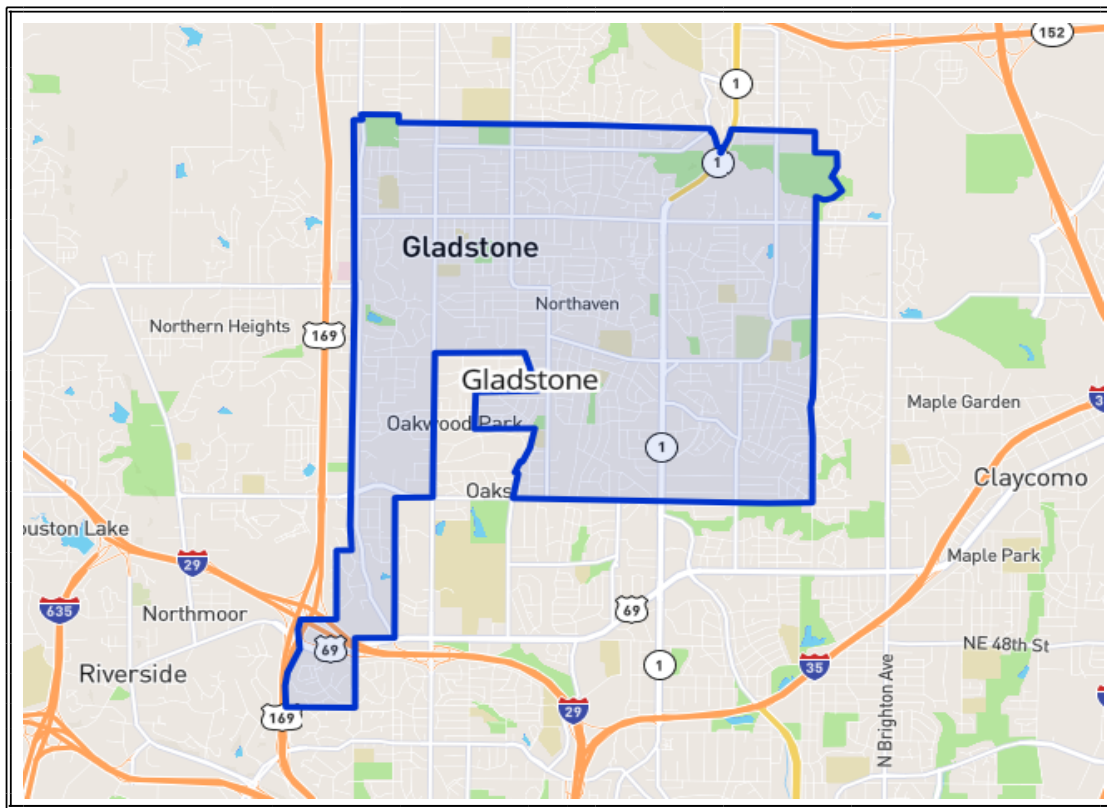 152
1
1
Gladstone
Northaven
Northern Heights
169
Gladstone
Maple Garden
Oakwood Park
1
Claycomo
Oaks
ouston Lake
Maple Park
29
635
Northmoor
69
69
NE 48th St
Riverside
1
35
169
29
N Brighton Ave